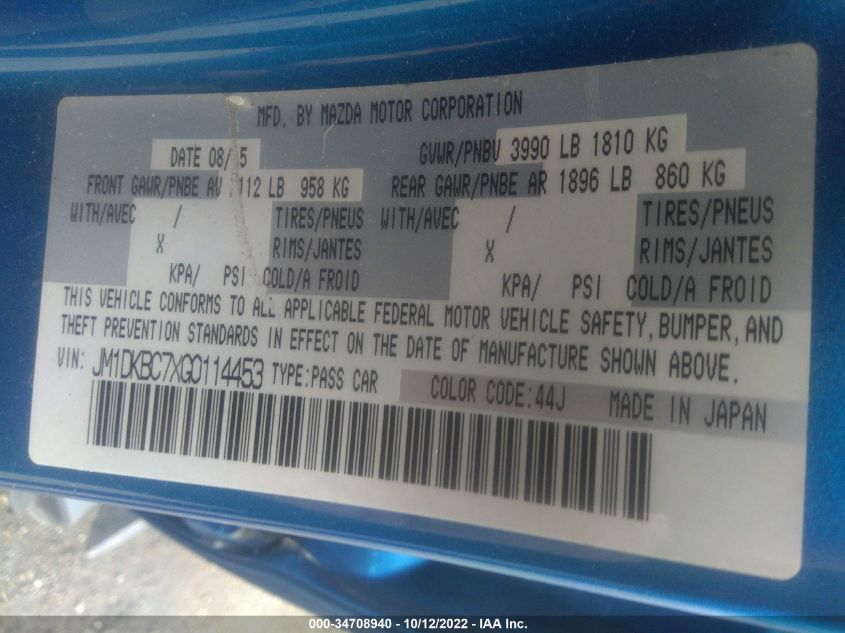 MFD. BY MAZDA MOTOR CORPORATION
DATE 08/ 5 GVWR/PNBV 3990 LB 1810 KG
FRONT GAWR/PNBE AV 112 LB 958 KG REAR GAWR/PNBE AR 1896 LB 860 KG
WITH/AVEC / TIRES/PNEUS WITH/AVEC / TIRES/PNEUS
X RIMS/JANTES X RIMS/JANTES
KPA/ PSI COLD/A FROID KPA/ PSI COLD/A FROID
THIS VEHICLE CONFORMS TO ALL APPLICABLE FEDERAL MOTOR VEHICLE SAFETY, BUMPER, AND
THEFT PREVENTION STANDARDS IN EFFECT ON THE DATE OF MANUFACTURE SHOWN ABOVE.
VIN: JM1DKBC7XG0114453 TYPE:PASS CAR COLOR CODE:44J MADE IN JAPAN
000-34708940 - 10/12/2022 - IAA Inc.